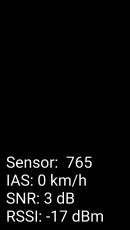 Sensor:  765
IAS: 0 km/h
SNR: 3 dB
RSSI: -17 dBm